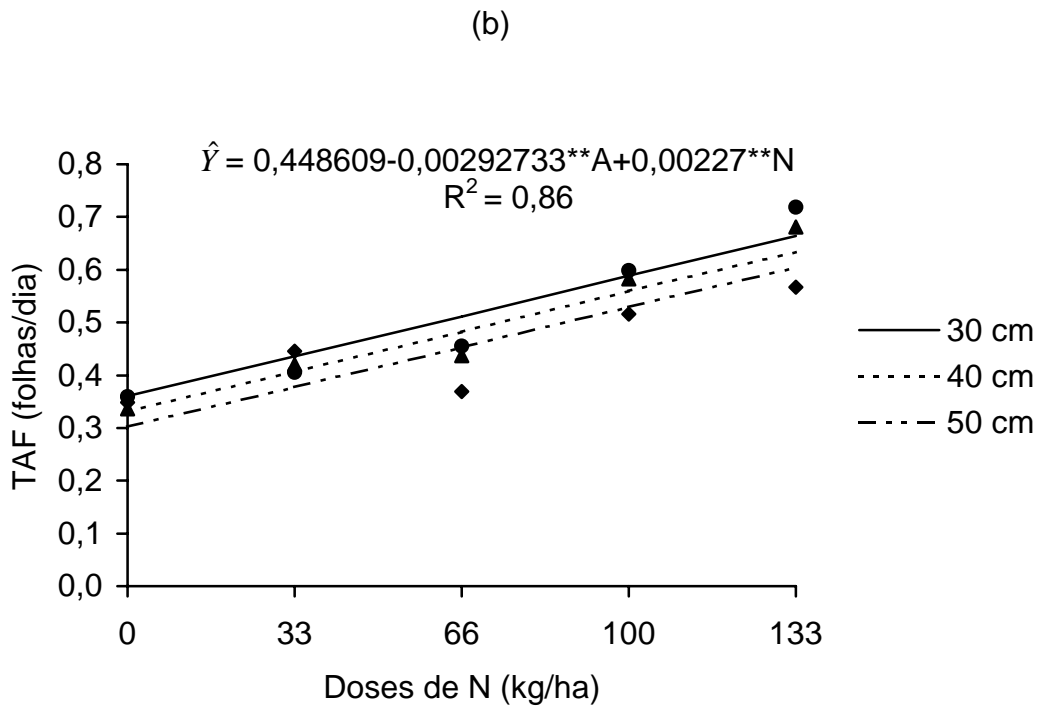 (b)
Ŷ = 0,448609-0,00292733**A+0,00227**N
R² = 0,86
0,8
0,7
0,6
0,5
0,4
0,3
0,2
0,1
0,0
TAF (folhas/dia)
0 33 66 100 133
Doses de N (kg/ha)
30 cm
40 cm
50 cm